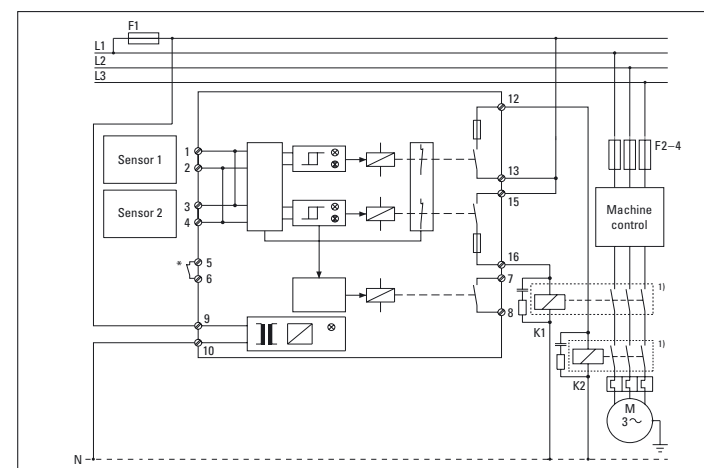 F1
L1
L2
L3
12
Sensor 1
1
2
13
F2–4
15
Sensor 2
3
4
Machine
control
16
* 5
6
7
8
1)
9
K1
10
1)
K2
M
3~
N